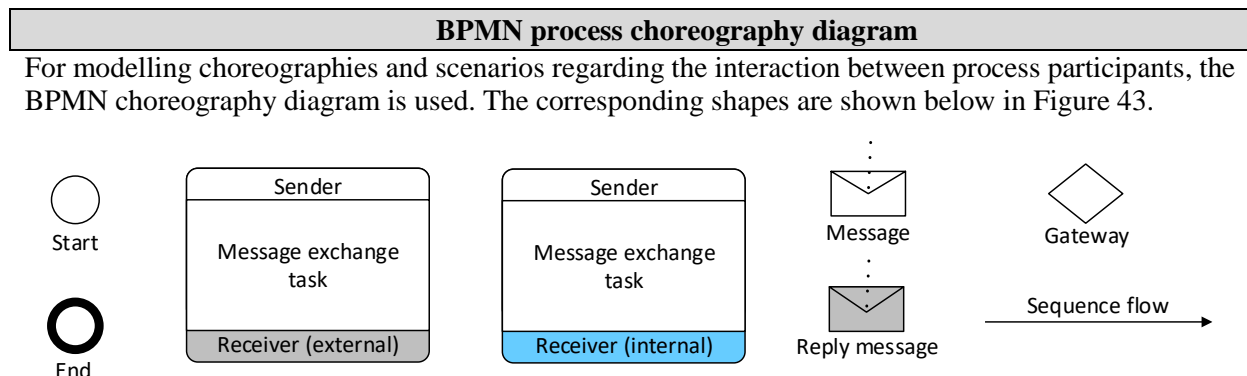 BPMN process choreography diagram
For modelling choreographies and scenarios regarding the interaction between process participants, the
BPMN choreography diagram is used. The corresponding shapes are shown below in Figure 43.
Start
End
Sender
Message exchange
task
Receiver (external)
Sender
Message exchange
task
Receiver (internal)
Message
Reply message
Gateway
Sequence flow